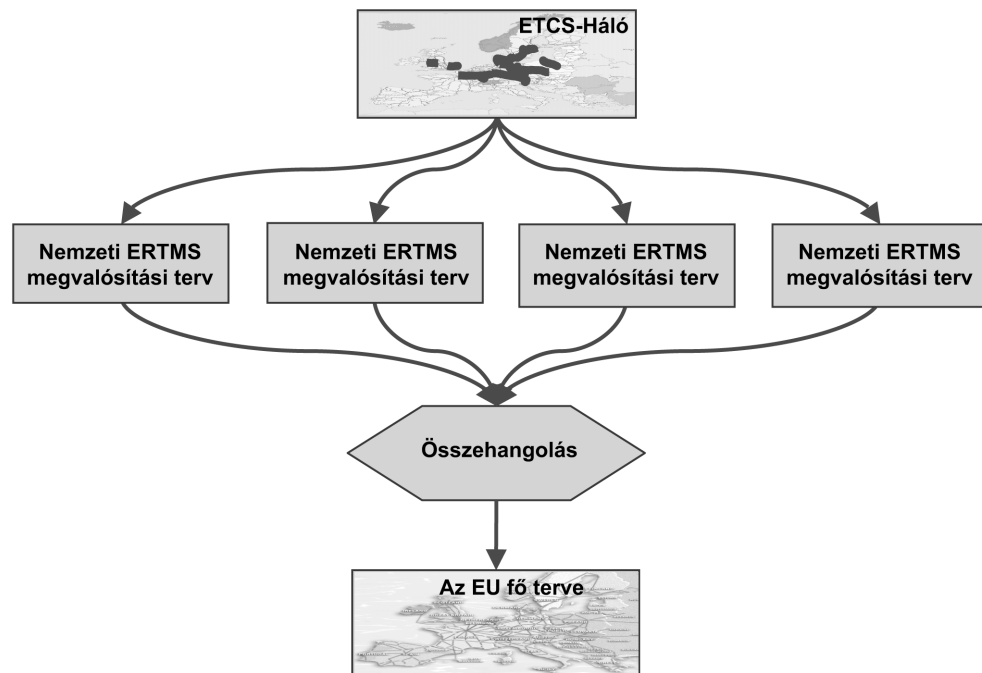 ETCS-Háló
Nemzeti ERTMS
megvalósítási terv
Nemzeti ERTMS
megvalósítási terv
Nemzeti ERTMS
megvalósítási terv
Nemzeti ERTMS
megvalósítási terv
Összehangolás
Az EU fő terve